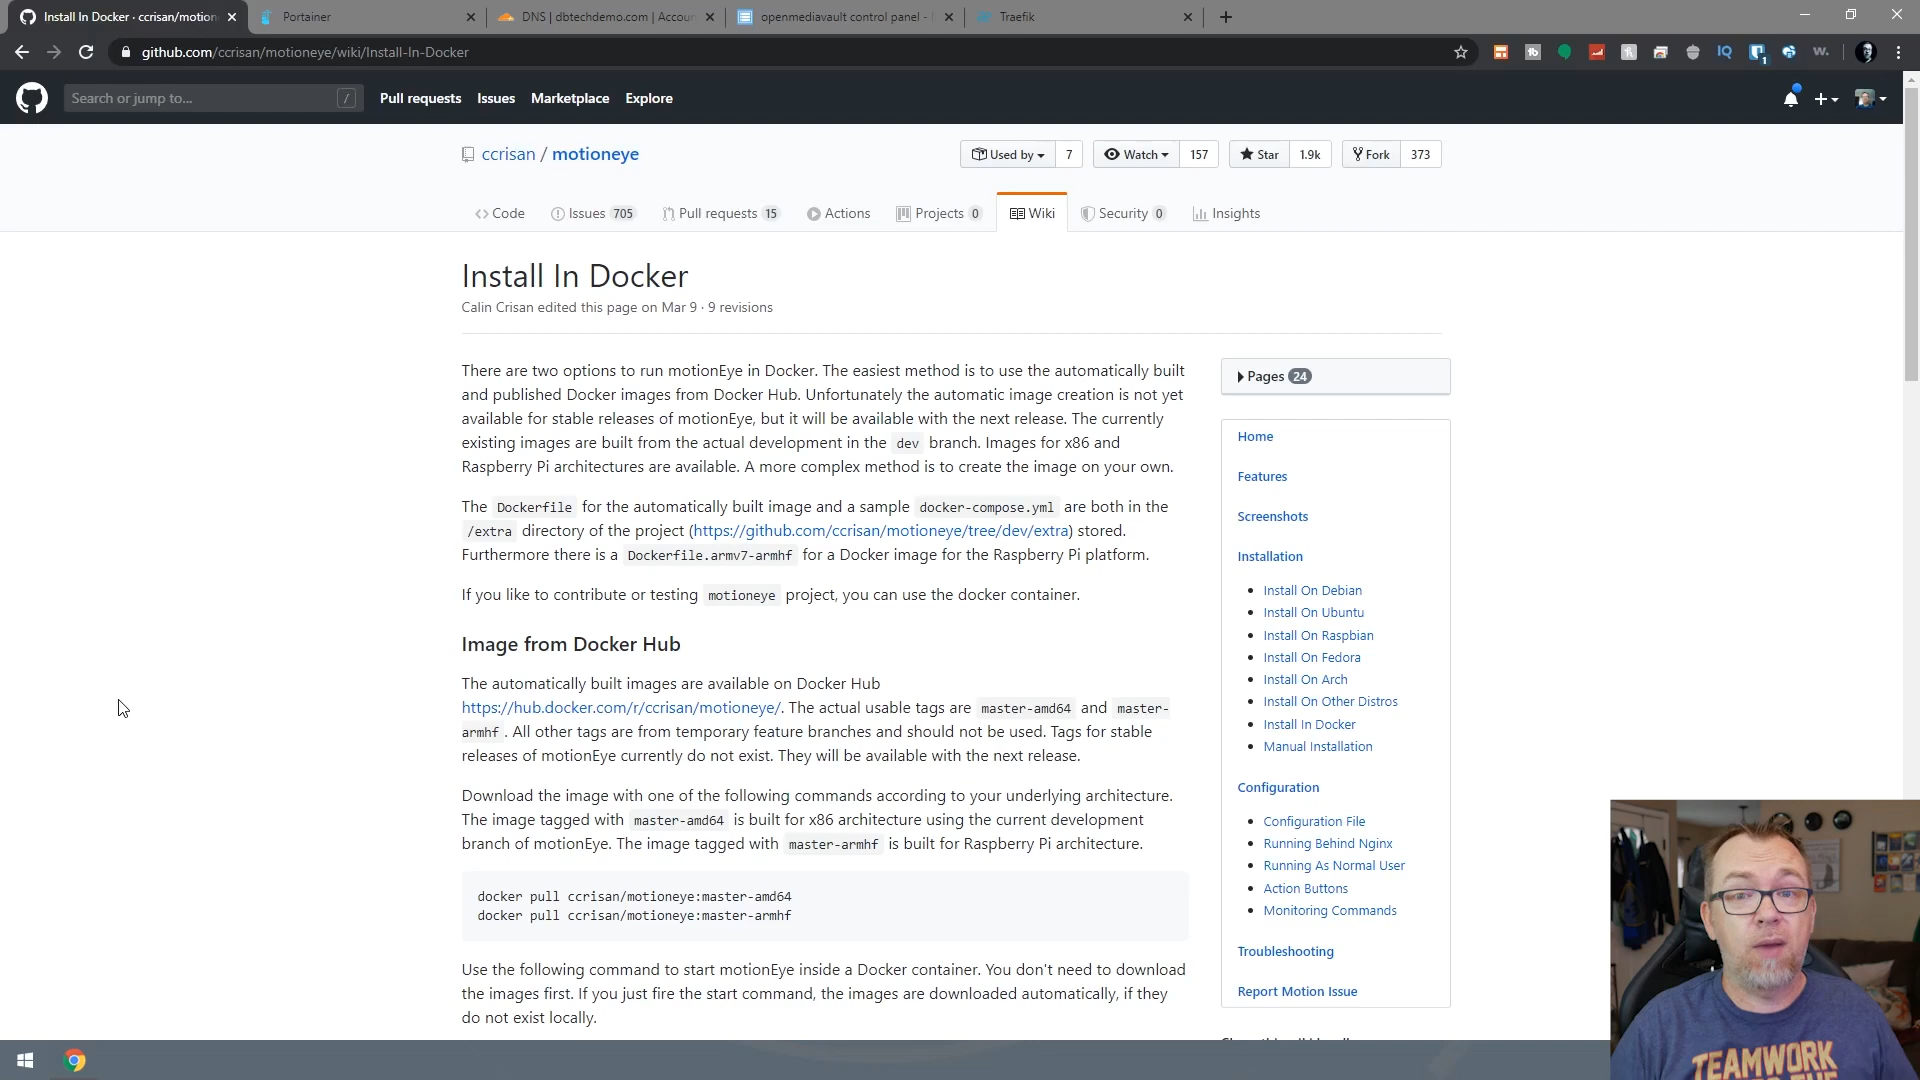 Install In Docker · ccrisan/motion
Portainer
DNS | dbtechdemo.com | Accou
openmediavault control panel -
Traefik
github.com/ccrisan/motioneye/wiki/Install-In-Docker
Search or jump to...
/
Pull requests
Issues
Marketplace
Explore
ccrisan / motioneye
Used by
7
Watch
157
Star
1.9k
Fork
373
Code
Issues 705
Pull requests 15
Actions
Projects 0
Wiki
Security 0
Insights
Install In Docker
Calin Crisan edited this page on Mar 9 · 9 revisions
There are two options to run motionEye in Docker. The easiest method is to use the automatically built
and published Docker images from Docker Hub. Unfortunately the automatic image creation is not yet
available for stable releases of motionEye, but it will be available with the next release. The currently
existing images are built from the actual development in the dev branch. Images for x86 and
Raspberry Pi architectures are available. A more complex method is to create the image on your own.
The Dockerfile for the automatically built image and a sample docker-compose.yml are both in the
/extra directory of the project (https://github.com/ccrisan/motioneye/tree/dev/extra) stored.
Furthermore there is a Dockerfile.armv7-armhf for a Docker image for the Raspberry Pi platform.
If you like to contribute or testing motioneye project, you can use the docker container.
Image from Docker Hub
The automatically built images are available on Docker Hub
https://hub.docker.com/r/ccrisan/motioneye/. The actual usable tags are master-amd64 and master-
armhf . All other tags are from temporary feature branches and should not be used. Tags for stable
releases of motionEye currently do not exist. They will be available with the next release.
Download the image with one of the following commands according to your underlying architecture.
The image tagged with master-amd64 is built for x86 architecture using the current development
branch of motionEye. The image tagged with master-armhf is built for Raspberry Pi architecture.
docker pull ccrisan/motioneye:master-amd64
docker pull ccrisan/motioneye:master-armhf
Use the following command to start motionEye inside a Docker container. You don't need to download
the images first. If you just fire the start command, the images are downloaded automatically, if they
do not exist locally.
Pages 24
Home
Features
Screenshots
Installation
Install On Debian
Install On Ubuntu
Install On Raspbian
Install On Fedora
Install On Arch
Install On Other Distros
Install In Docker
Manual Installation
Configuration
Configuration File
Running Behind Nginx
Running As Normal User
Action Buttons
Monitoring Commands
Troubleshooting
Report Motion Issue
TEAMWORK